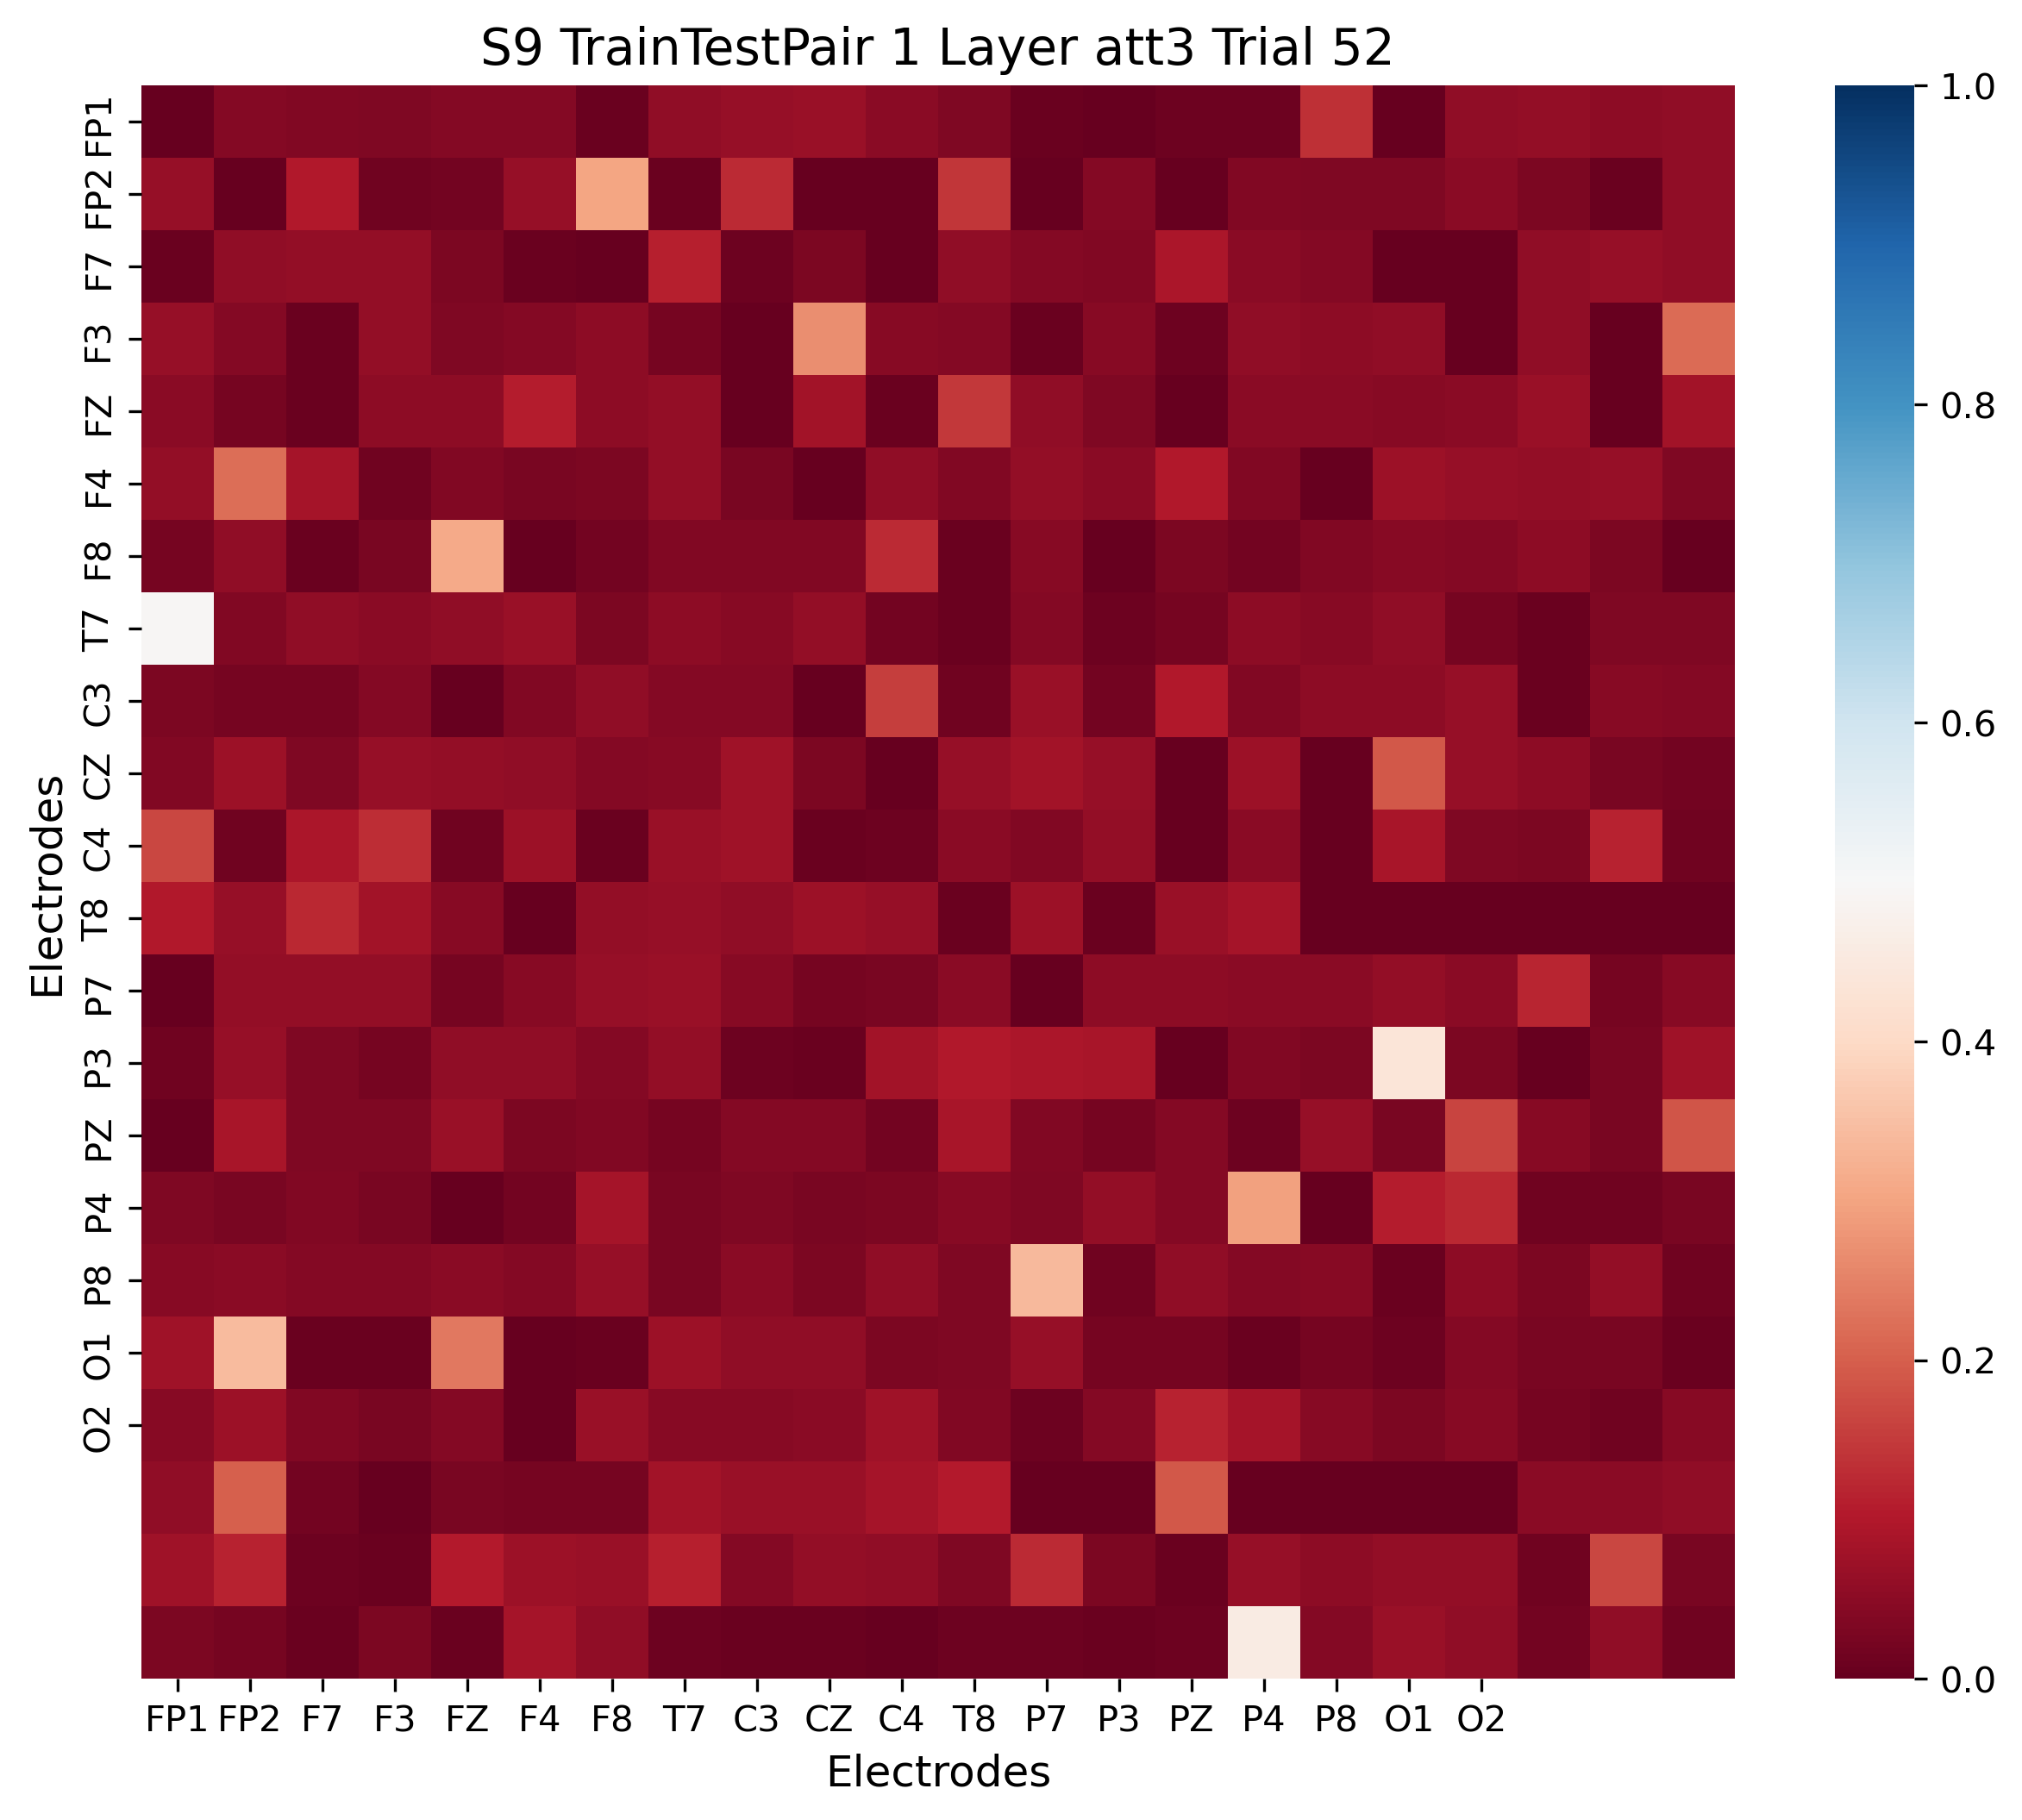 S9 TrainTestPair 1 Layer att3 Trial 52
Electrodes
FP1
FP2
F7
F3
FZ
F4
F8
T7
C3
CZ
C4
T8
P7
P3
PZ
P4
P8
O1
O2
FP1 FP2 F7 F3 FZ F4 F8 T7 C3 CZ C4 T8 P7 P3 PZ P4 P8 O1 O2
Electrodes
1.0
0.8
0.6
0.4
0.2
0.0